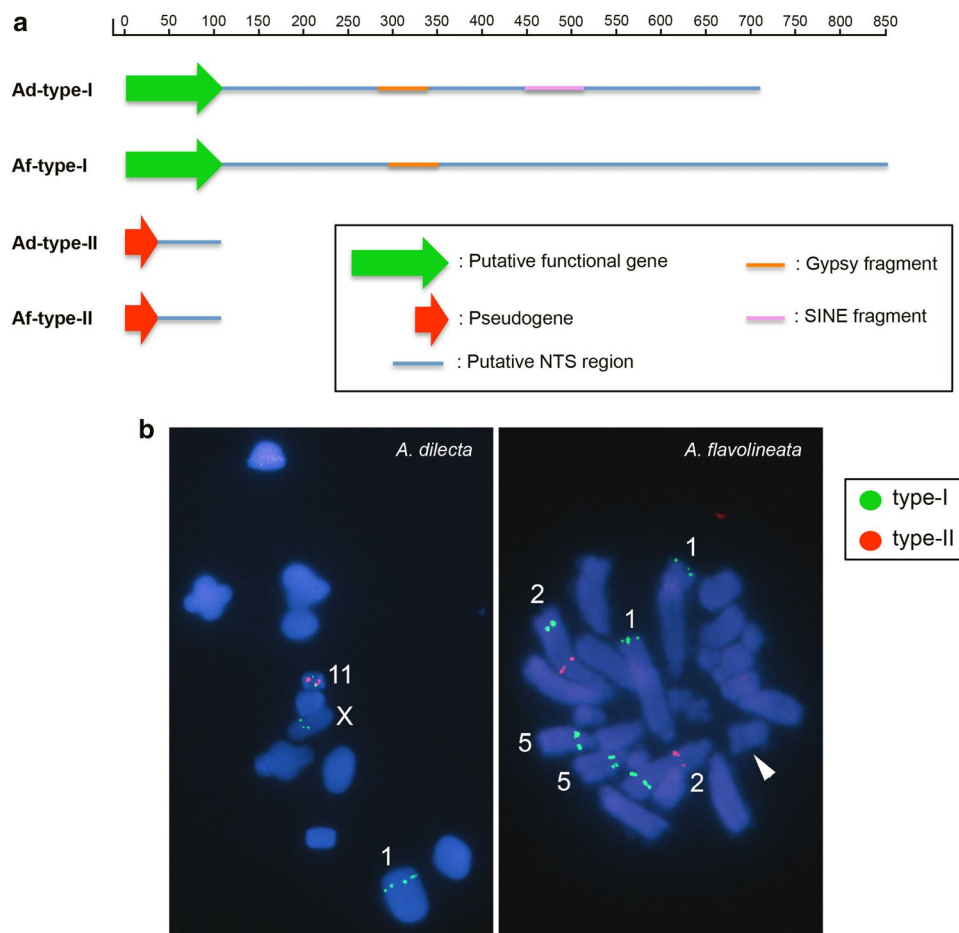 a
0 50 100 150 200 250 300 350 400 450 500 550 600 650 700 750 800 850
Ad-type-I
Af-type-I
Ad-type-II
Af-type-II
: Putative functional gene
: Gypsy fragment
: Pseudogene
: SINE fragment
: Putative NTS region
b
A. dilecta
A. flavolineata
type-I
type-II
1
2
1
11
X
5
5
2
1